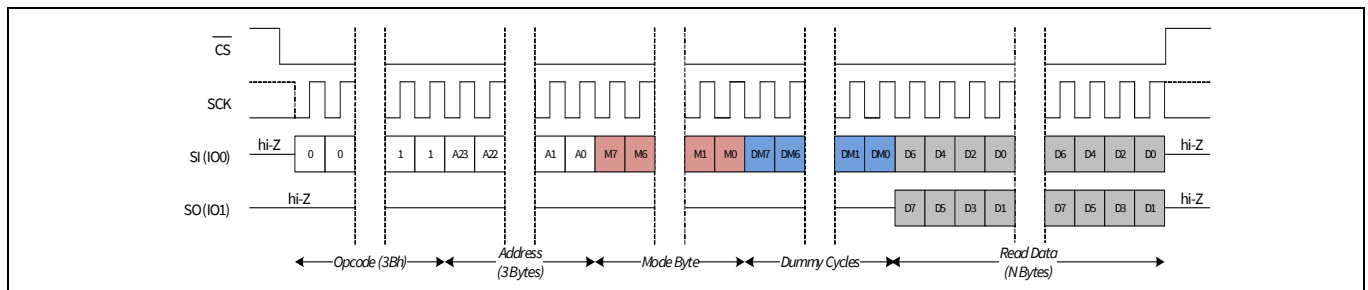 CS
SCK
hi-Z
SI (IO0)
0 0 1 1 A23 A22 A1 A0 M7 M6 M1 M0 DM7 DM6 DM1 DM0 D6 D4 D2 D0 D6 D4 D2 D0
hi-Z
SO (IO1)
hi-Z
D7 D5 D3 D1 D7 D5 D3 D1
hi-Z
Opcode (3Bh)
Address
(3 Bytes)
Mode Byte
Dummy Cycles
Read Data
(N Bytes)